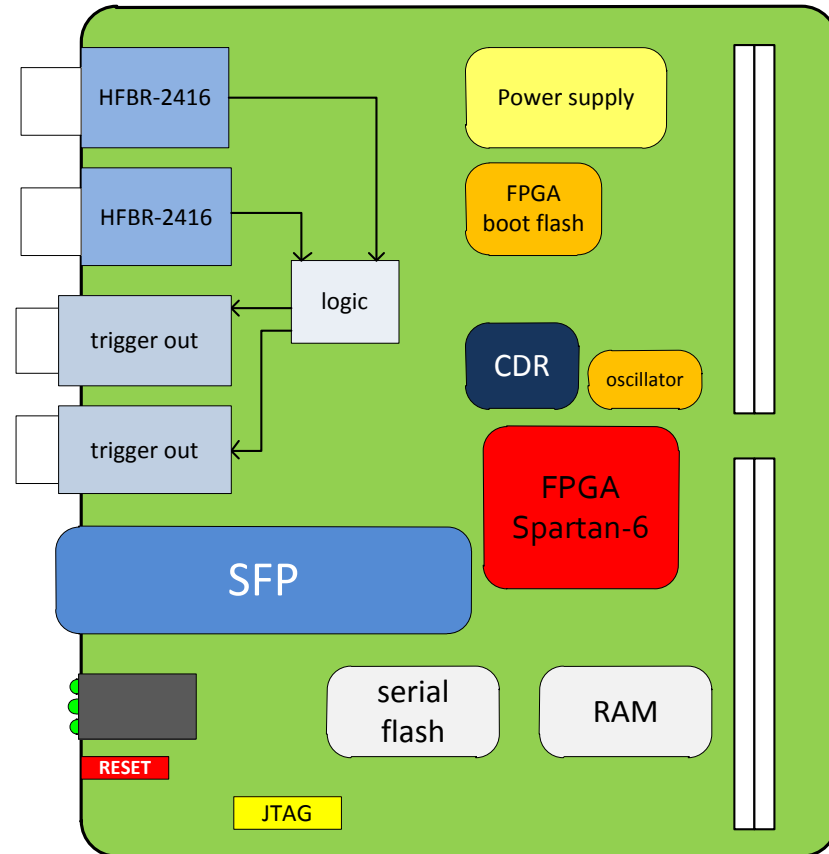 HFBR-2416
Power supply
HFBR-2416
FPGA
boot flash
logic
trigger out
CDR
oscillator
trigger out
FPGA
Spartan-6
SFP
serial
flash
RAM
RESET
JTAG